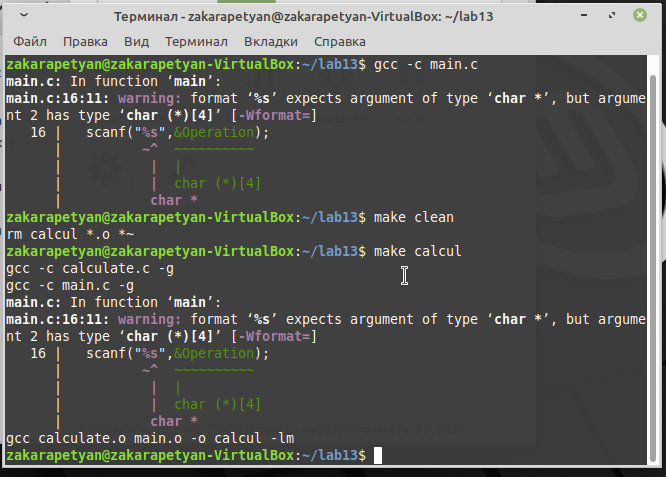 Терминал - zakarapetyan@zakarapetyan-VirtualBox: ~/lab13
Файл Правка Вид Терминал Вкладки Справка
zakarapetyan@zakarapetyan-VirtualBox:~/lab13$ gcc -c main.c
main.c: In function ‘main’:
main.c:16:11: warning: format ‘%s’ expects argument of type ‘char *’, but argume
nt 2 has type ‘char (*)[4]’ [-Wformat=]
   16 |   scanf("%s",&Operation);
      |          ~^  ~~~~~~~~~~
      |           |  |
      |           |  char (*)[4]
      |           char *
zakarapetyan@zakarapetyan-VirtualBox:~/lab13$ make clean
rm calcul *.o *~
zakarapetyan@zakarapetyan-VirtualBox:~/lab13$ make calcul
gcc -c calculate.c -g
gcc -c main.c -g
main.c: In function ‘main’:
main.c:16:11: warning: format ‘%s’ expects argument of type ‘char *’, but argume
nt 2 has type ‘char (*)[4]’ [-Wformat=]
   16 |   scanf("%s",&Operation);
      |          ~^  ~~~~~~~~~~
      |           |  |
      |           |  char (*)[4]
      |           char *
gcc calculate.o main.o -o calcul -lm
zakarapetyan@zakarapetyan-VirtualBox:~/lab13$